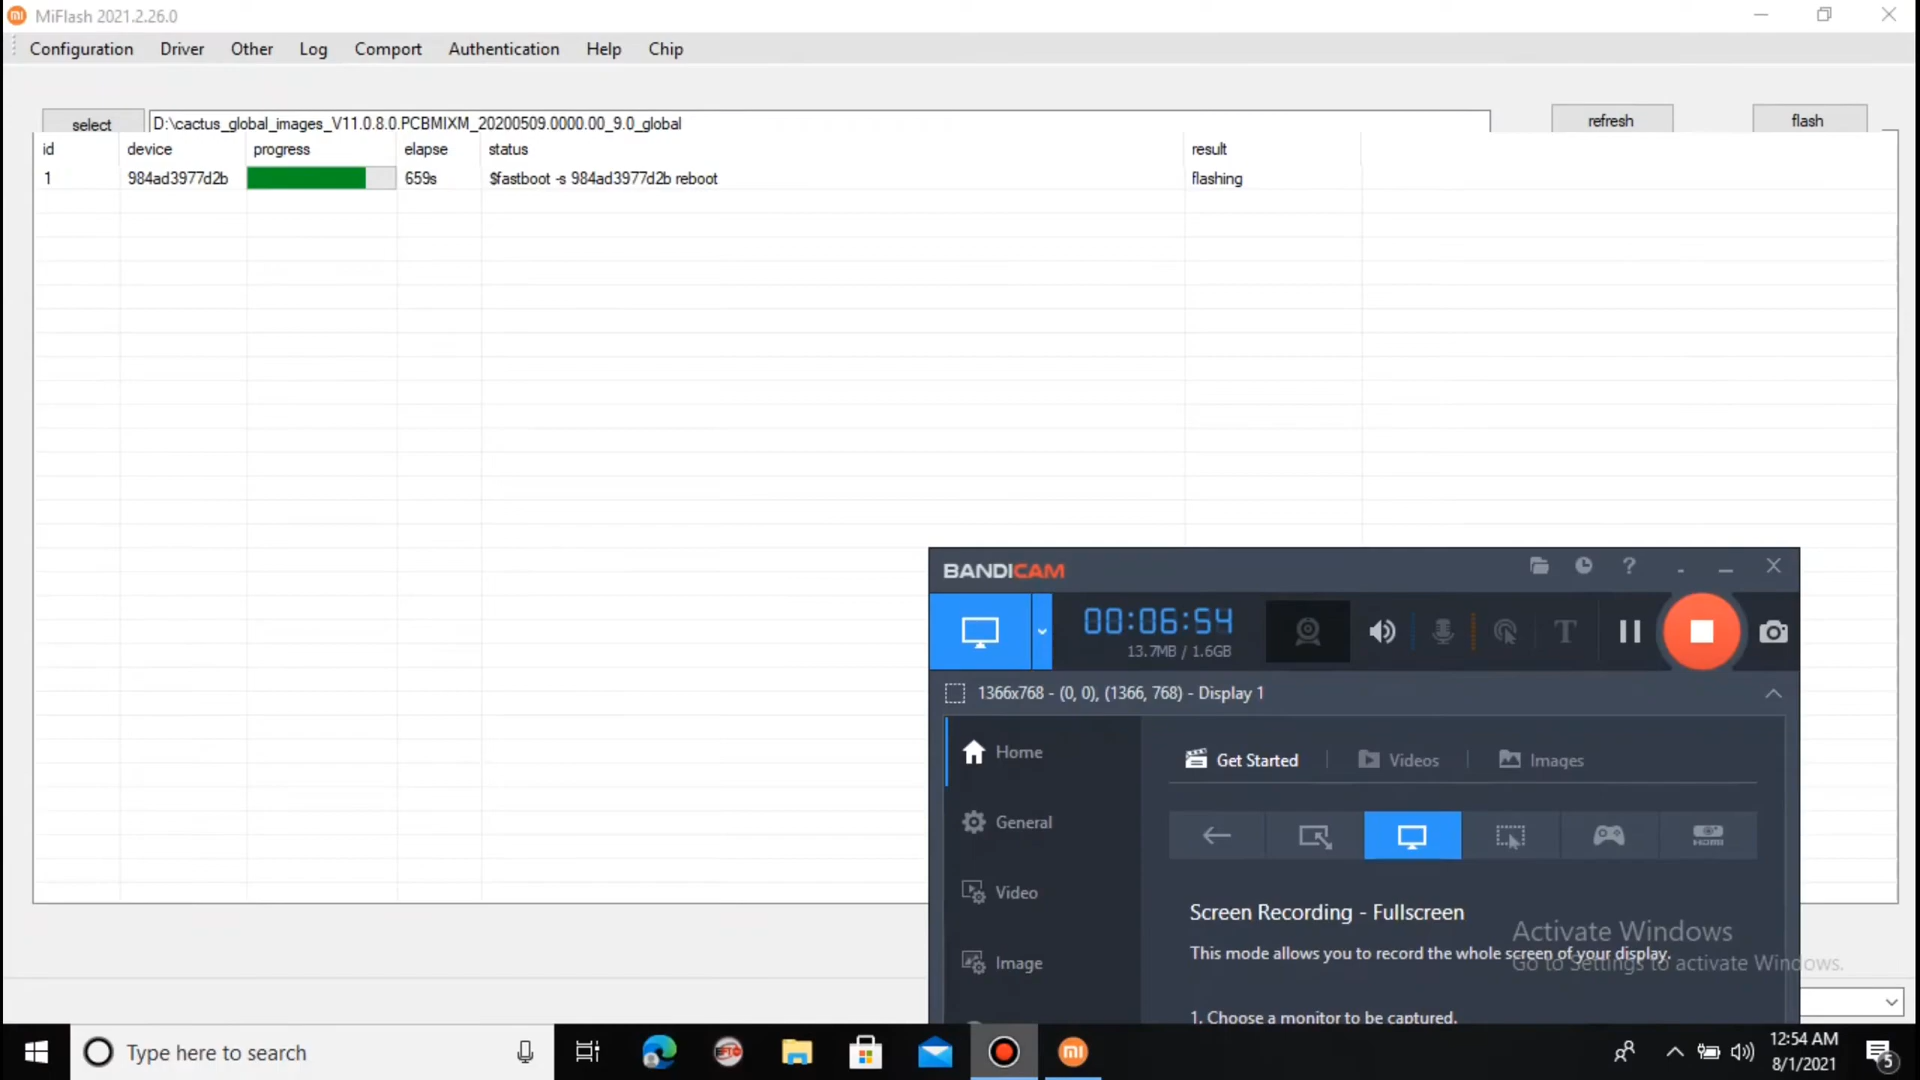 MiFlash 2021.2.26.0
Configuration Driver Other Log Comport Authentication Help Chip
select D:\cactus_global_images_V11.0.8.0.PCBMIXM_20200509.0000.00_9.0_global refresh flash
id device progress elapse status result
1 984ad3977d2b 659s $fastboot -s 984ad3977d2b reboot flashing
BANDICAM
00:06:54
13.7MB / 1.6GB
1366x768 - (0, 0), (1366, 768) - Display 1
Home
General
Video
Image
Get Started Videos Images
HDMI
Screen Recording - Fullscreen
This mode allows you to record the whole screen of your display.
1. Choose a monitor to be captured.
Activate Windows
Go to Settings to activate Windows.
Type here to search
12:54 AM
8/1/2021
5